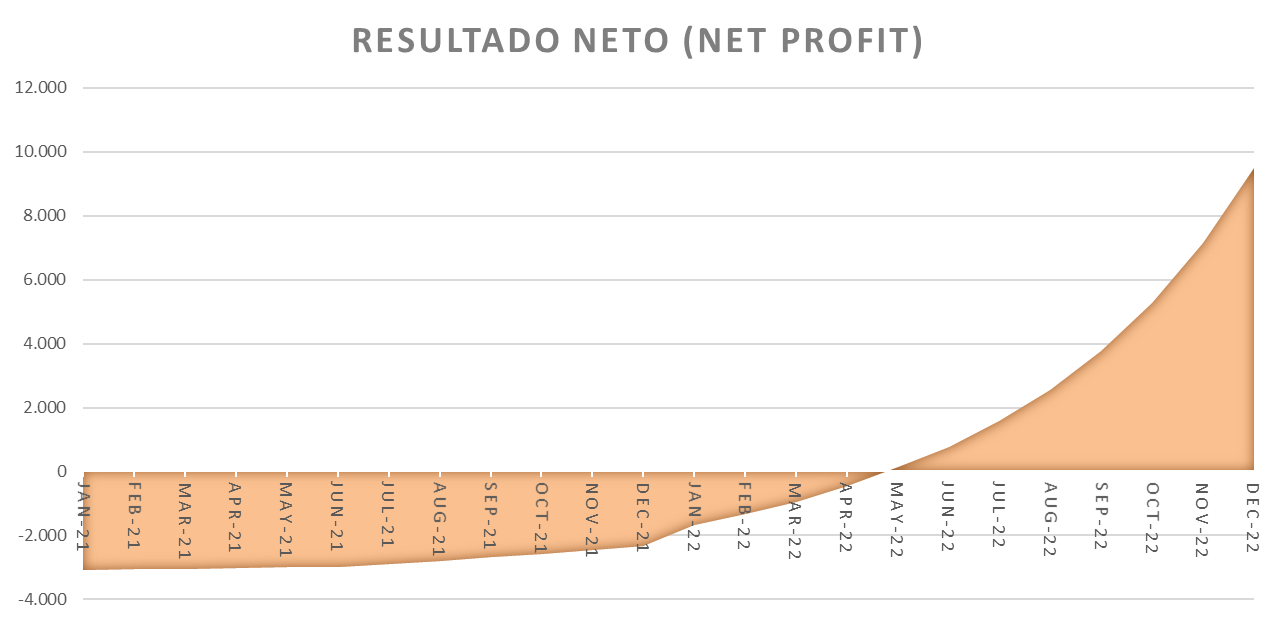 RESULTADO NETO (NET PROFIT)
12.000
10.000
8.000
6.000
4.000
2.000
0
-2.000
-4.000
JAN-21
FEB-21
MAR-21
APR-21
MAY-21
JUN-21
JUL-21
AUG-21
SEP-21
OCT-21
NOV-21
DEC-21
JAN-22
FEB-22
MAR-22
APR-22
MAY-22
JUN-22
JUL-22
AUG-22
SEP-22
OCT-22
NOV-22
DEC-22